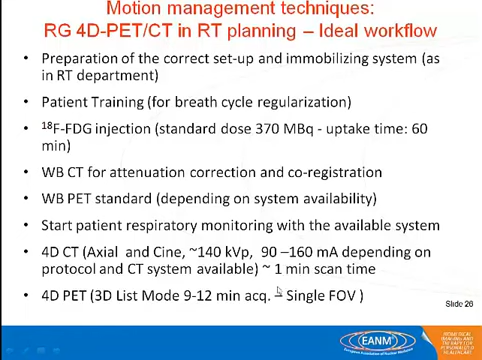 Motion management techniques:
RG 4D-PET/CT in RT planning – Ideal workflow
• Preparation of the correct set-up and immobilizing system (as
in RT department)
• Patient Training (for breath cycle regularization)
• 18F-FDG injection (standard dose 370 MBq - uptake time: 60
min)
• WB CT for attenuation correction and co-registration
• WB PET standard (depending on system availability)
• Start patient respiratory monitoring with the available system
• 4D CT (Axial and Cine, ~140 kVp, 90 –160 mA depending on
protocol and CT system available) ~ 1 min scan time
• 4D PET (3D List Mode 9-12 min acq. – Single FOV )
Slide 26
EANM